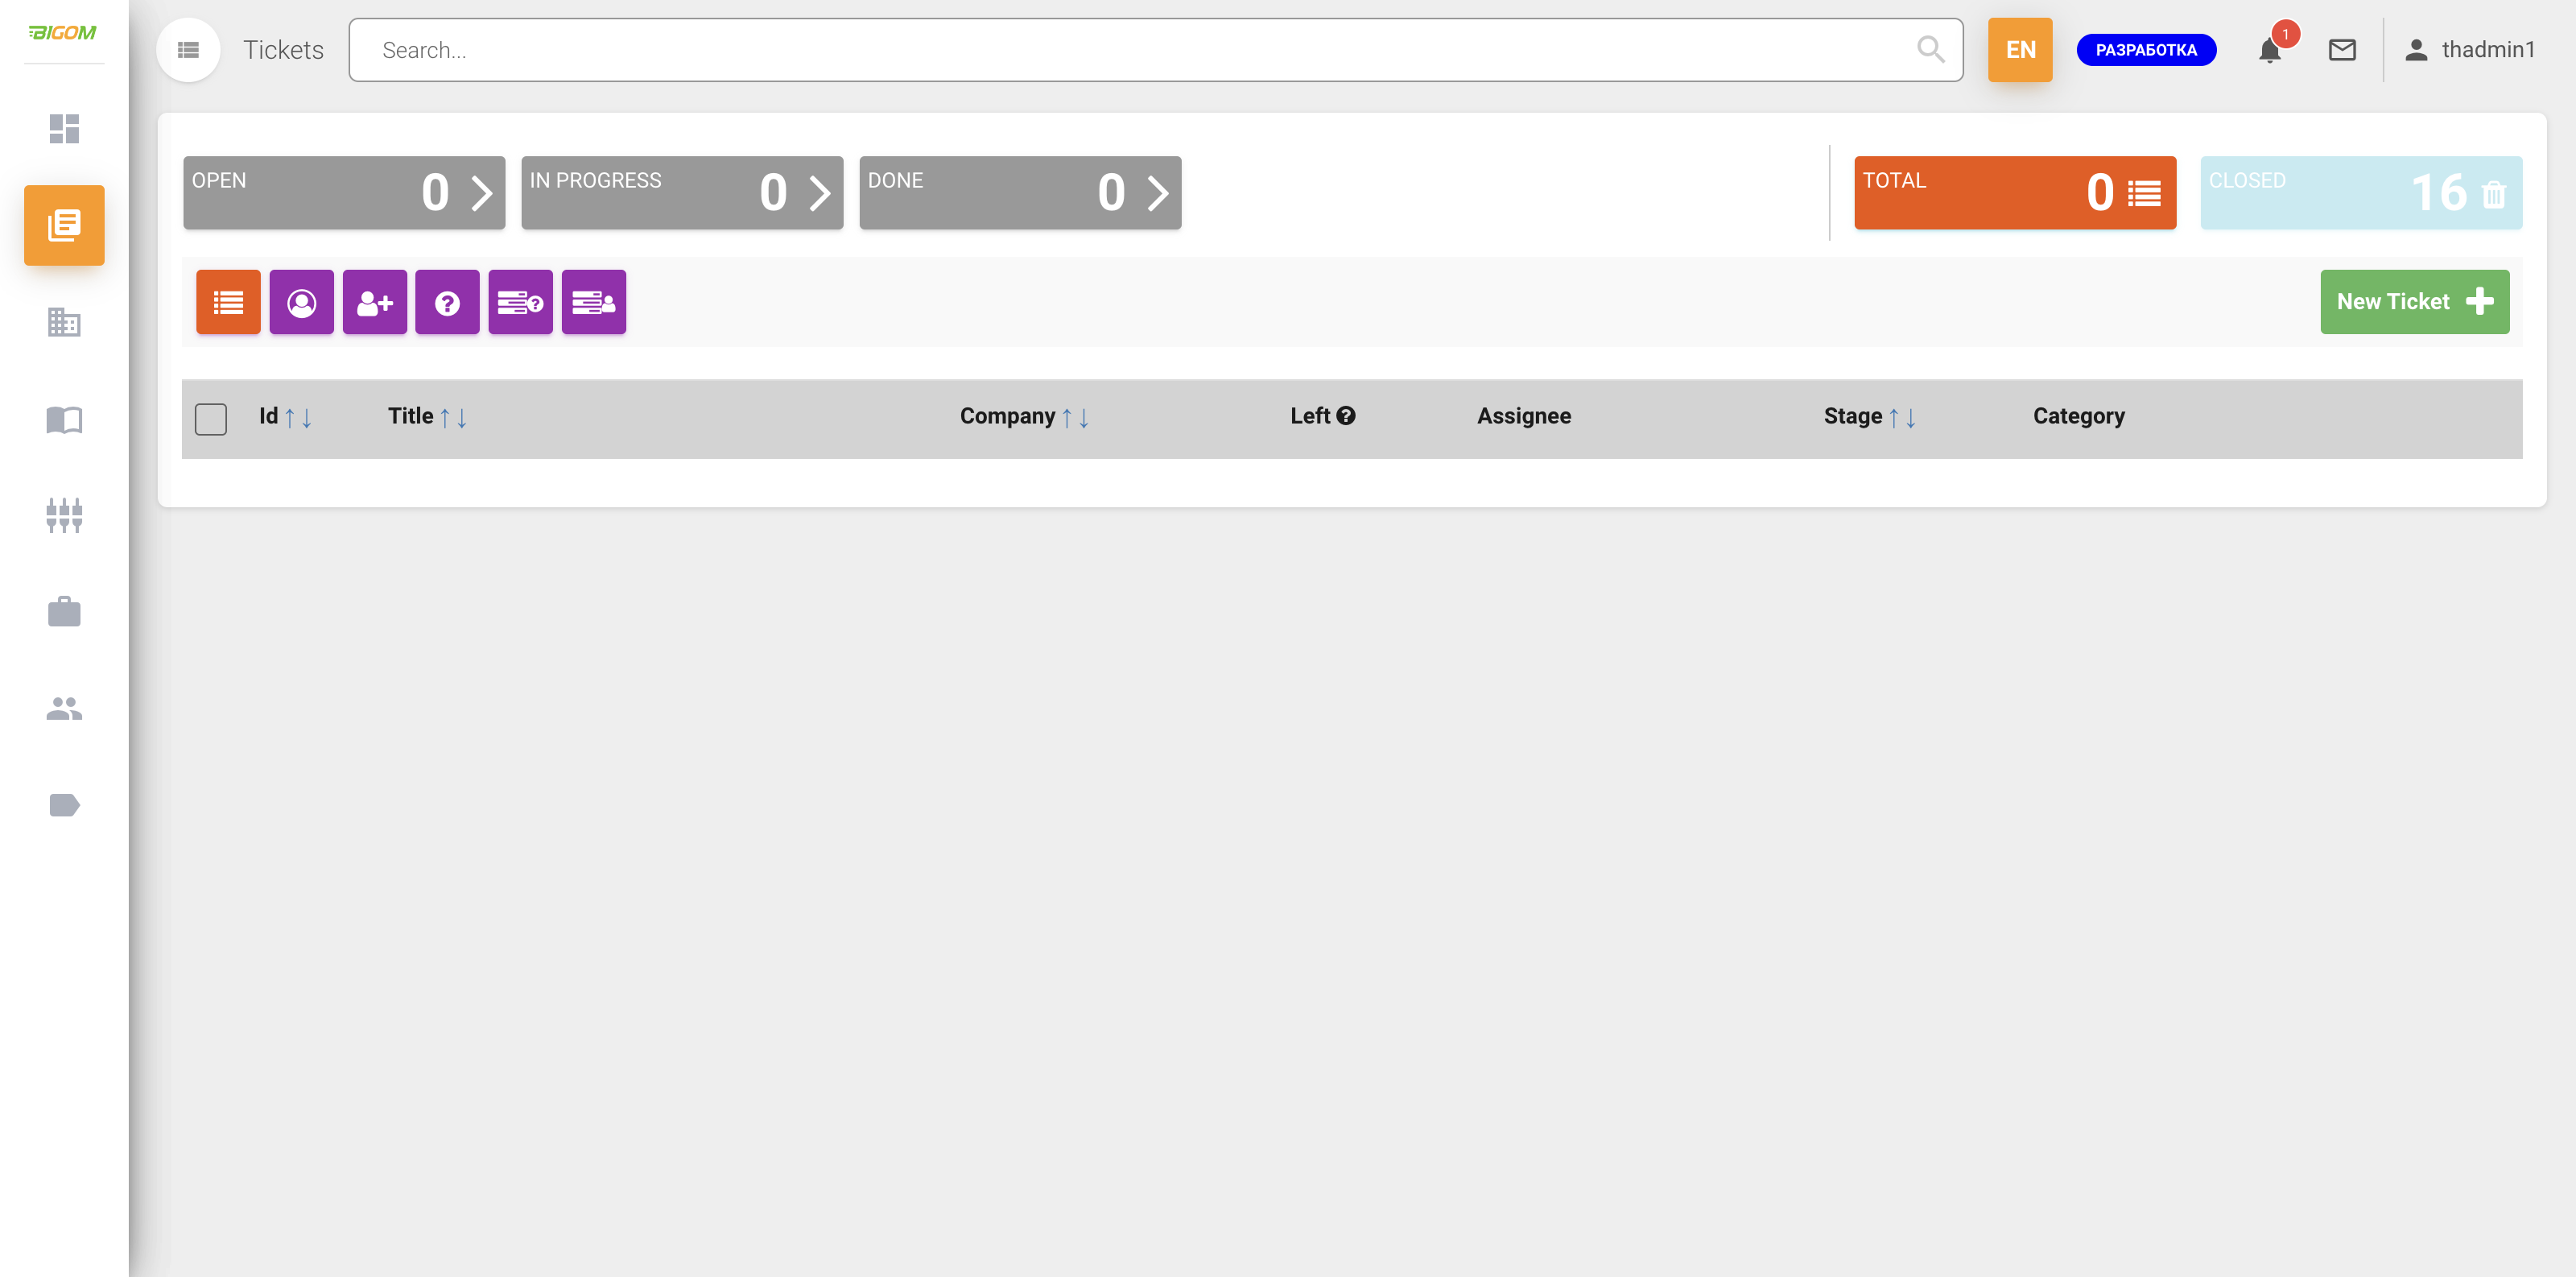 BIGOM
Tickets
Search...
EN
РАЗРАБОТКА
1
thadmin1
OPEN 0
IN PROGRESS 0
DONE 0
TOTAL 0
CLOSED 16
New Ticket
Id Title Company Left Assignee Stage Category